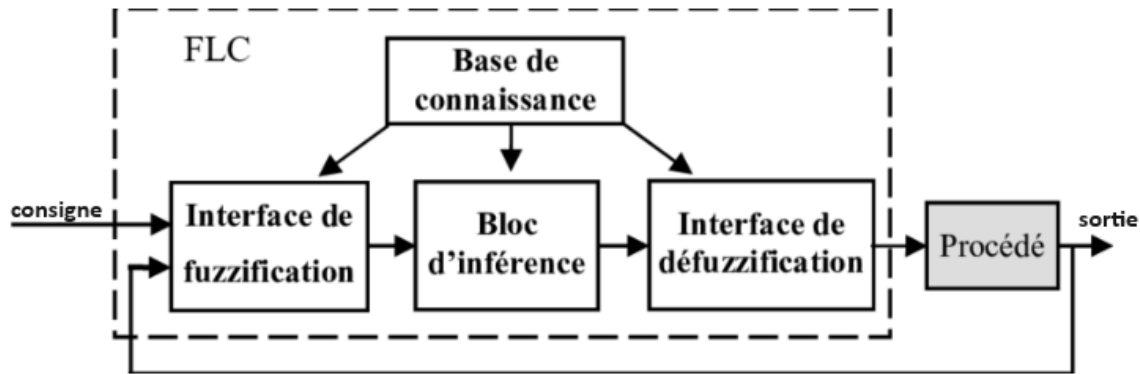 FLC
Base de
connaissance
consigne
Interface de
fuzzification
Bloc
d’inférence
Interface de
défuzzification
Procédé
sortie